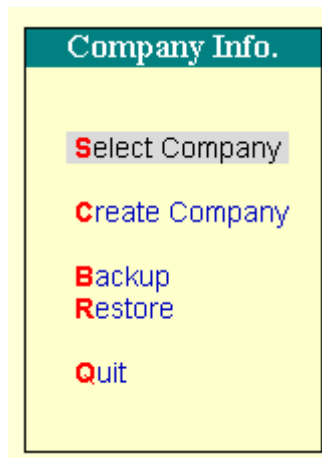 Company Info.
Select Company
Create Company
Backup
Restore
Quit